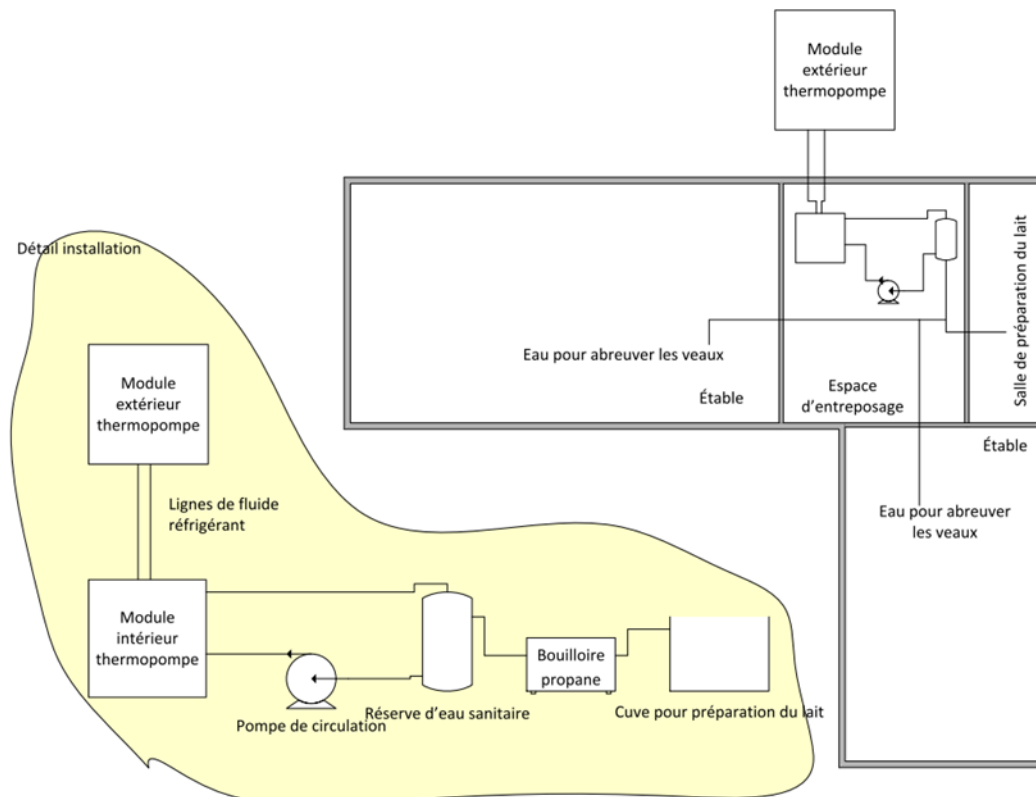 Module
extérieur
thermopompe
Détail installation
Salle de préparation du lait
Eau pour abreuver les veaux
Étable
Espace
d'entreposage
Étable
Module
extérieur
thermopompe
Lignes de fluide
réfrigérant
Eau pour abreuver
les veaux
Module
intérieur
thermopompe
Bouilloire
propane
Pompe de circulation
Réserve d'eau sanitaire
Cuve pour préparation du lait